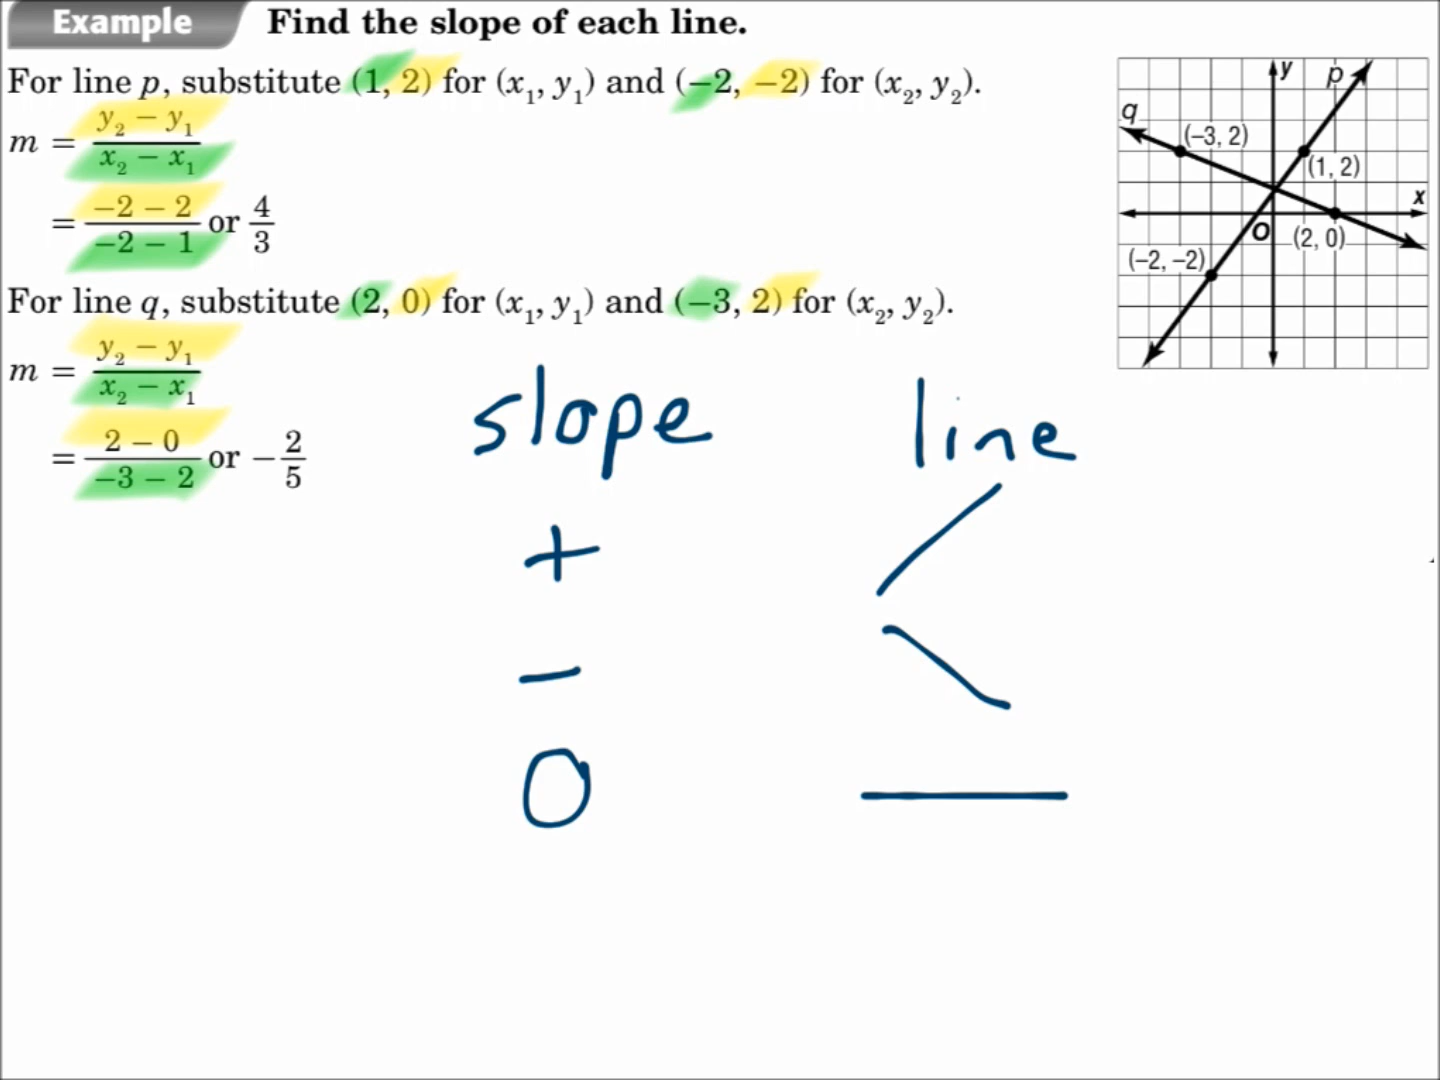 Example Find the slope of each line.
For line p, substitute (1, 2) for (x₁, y₁) and (−2, −2) for (x₂, y₂).
m = y₂ − y₁ / x₂ − x₁
= −2 − 2 / −2 − 1 or 4/3
For line q, substitute (2, 0) for (x₁, y₁) and (−3, 2) for (x₂, y₂).
m = y₂ − y₁ / x₂ − x₁
= 2 − 0 / −3 − 2 or − 2/5
y p
q
(−3, 2)
(1, 2)
x
O (2, 0)
(−2, −2)
slope line
+
−
0